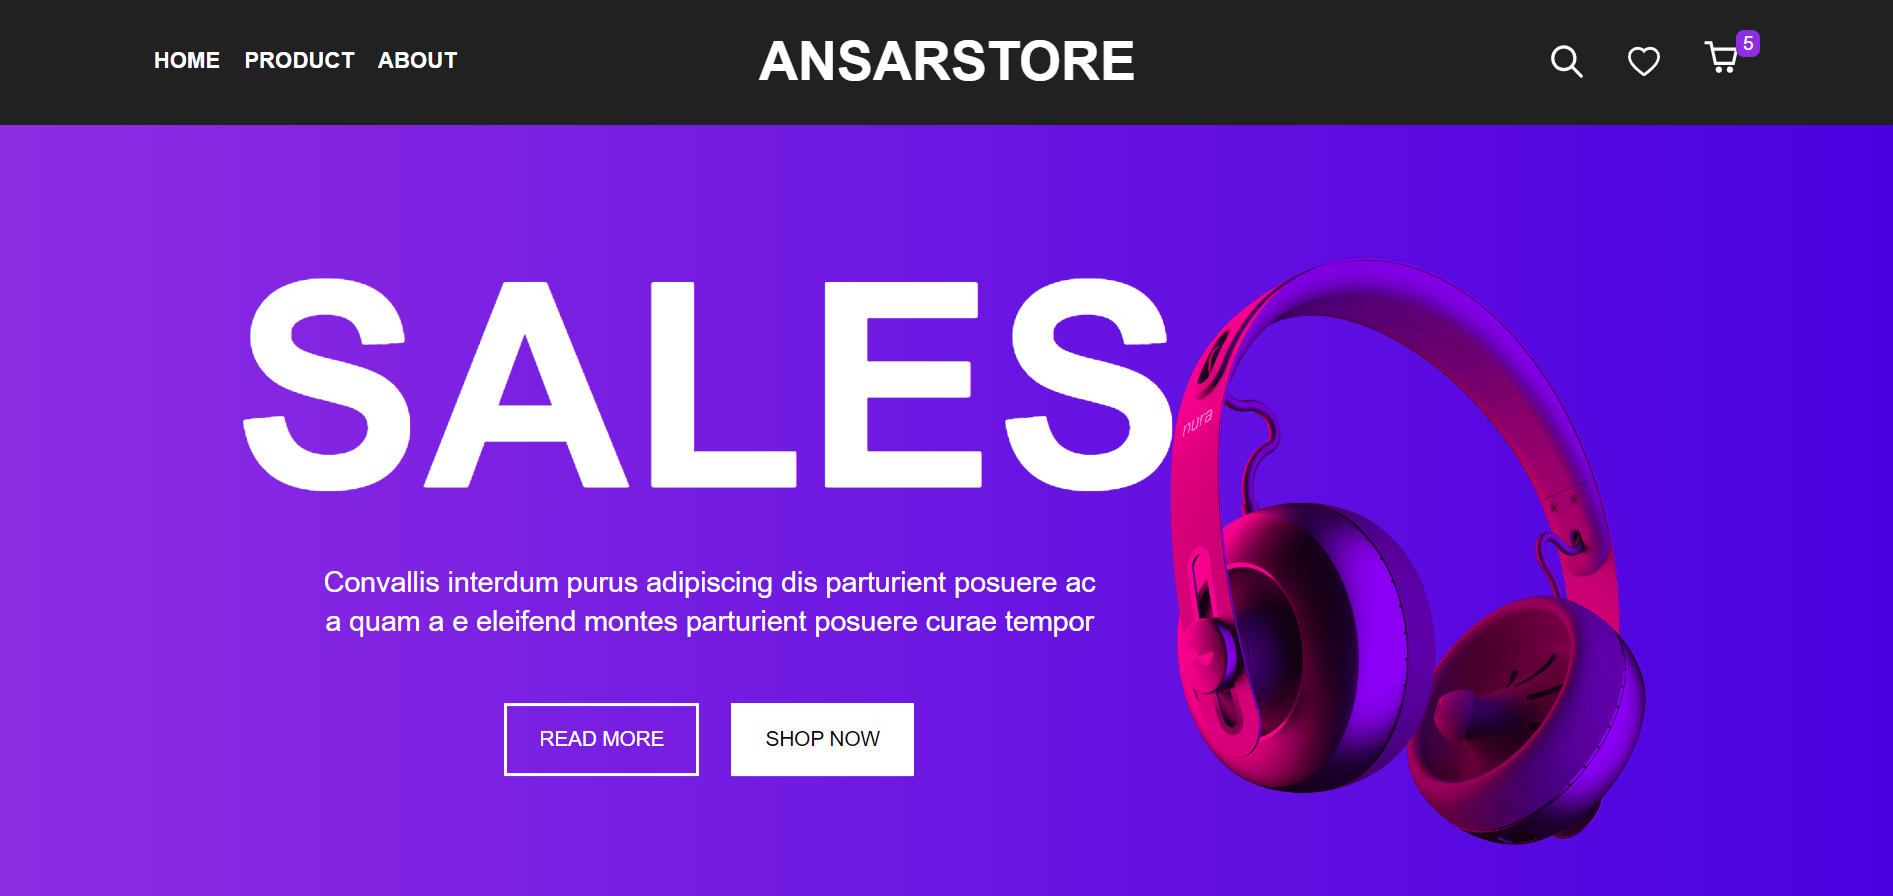 HOME PRODUCT ABOUT
ANSARSTORE
5
SALES
nura
Convallis interdum purus adipiscing dis parturient posuere ac
a quam a e eleifend montes parturient posuere curae tempor
READ MORE
SHOP NOW